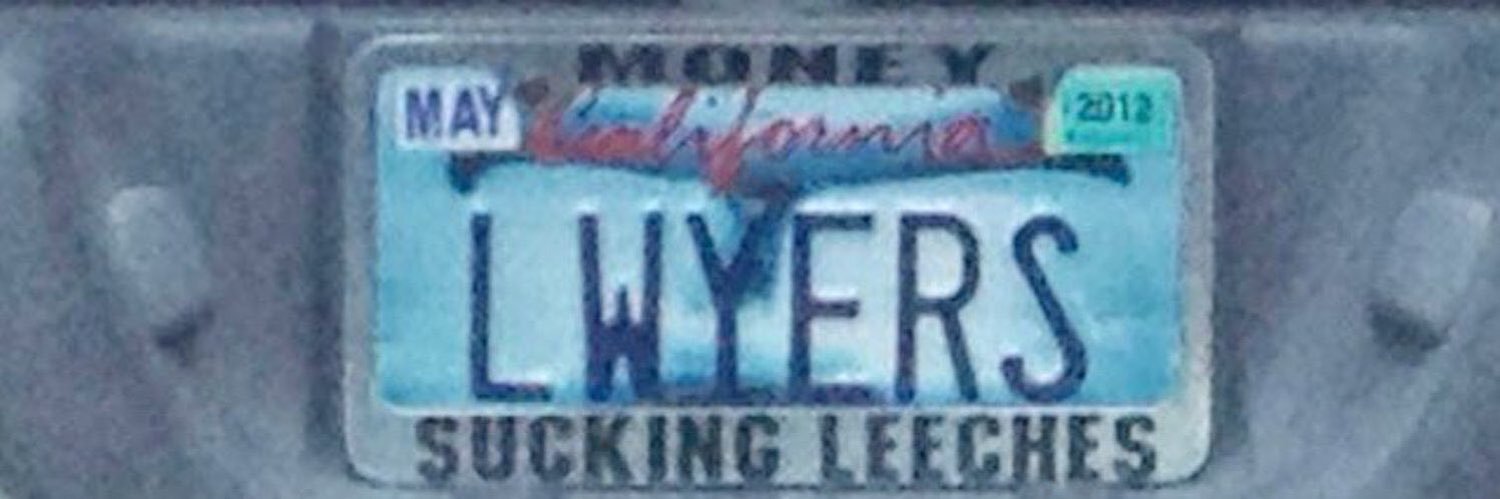 MONEY
MAY California 2012
LWYERS
SUCKING LEECHES